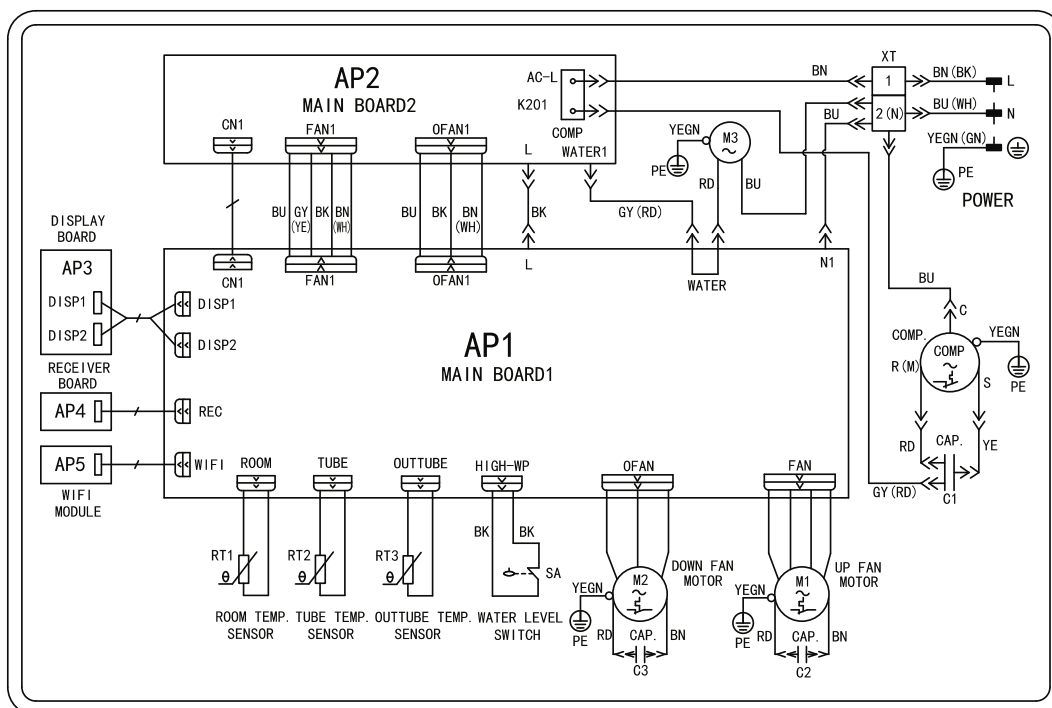 AP2
MAIN BOARD2
CN1
FAN1
OFAN1
AC-L
K201
COMP
L
WATER1
BN
XT
1
2(N)
BN(BK)
L
BU(WH)
N
YEGN(GN)
PE
POWER
YEGN
M3
PE
RD
BU
BU
GY(RD)
BU
GY
(YE)
BK
BN
(WH)
BU
BK
BN
(WH)
BK
CN1
FAN1
OFAN1
L
WATER
N1
DISPLAY
BOARD
AP3
DISP1
DISP2
DISP1
DISP2
AP1
MAIN BOARD1
RECEIVER
BOARD
AP4
REC
AP5
WIFI
WIFI
MODULE
BU
C
COMP.
COMP
YEGN
R(M)
S
PE
RD
CAP.
YE
GY(RD)
C1
ROOM
TUBE
OUTTUBE
HIGH-WP
OFAN
FAN
BK
BK
RT1
θ
RT2
θ
RT3
θ
SA
ROOM TEMP.
SENSOR
TUBE TEMP.
SENSOR
OUTTUBE TEMP.
SENSOR
WATER LEVEL
SWITCH
YEGN
M2
DOWN FAN
MOTOR
PE
RD
CAP.
BN
C3
YEGN
M1
UP FAN
MOTOR
PE
RD
CAP.
BN
C2